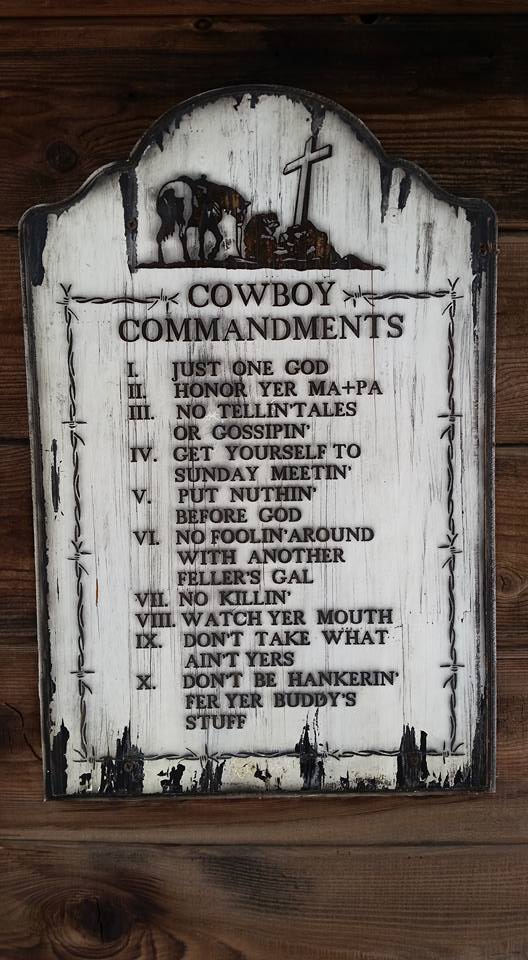 COWBOY
COMMANDMENTS
I. JUST ONE GOD
II. HONOR YER MA+PA
III. NO TELLIN' TALES
OR GOSSIPIN'
IV. GET YOURSELF TO
SUNDAY MEETIN'
V. PUT NUTHIN'
BEFORE GOD
VI. NO FOOLIN' AROUND
WITH ANOTHER
FELLER'S GAL
VII. NO KILLIN'
VIII. WATCH YER MOUTH
IX. DON'T TAKE WHAT
AIN'T YERS
X. DON'T BE HANKERIN'
FER YER BUDDY'S
STUFF